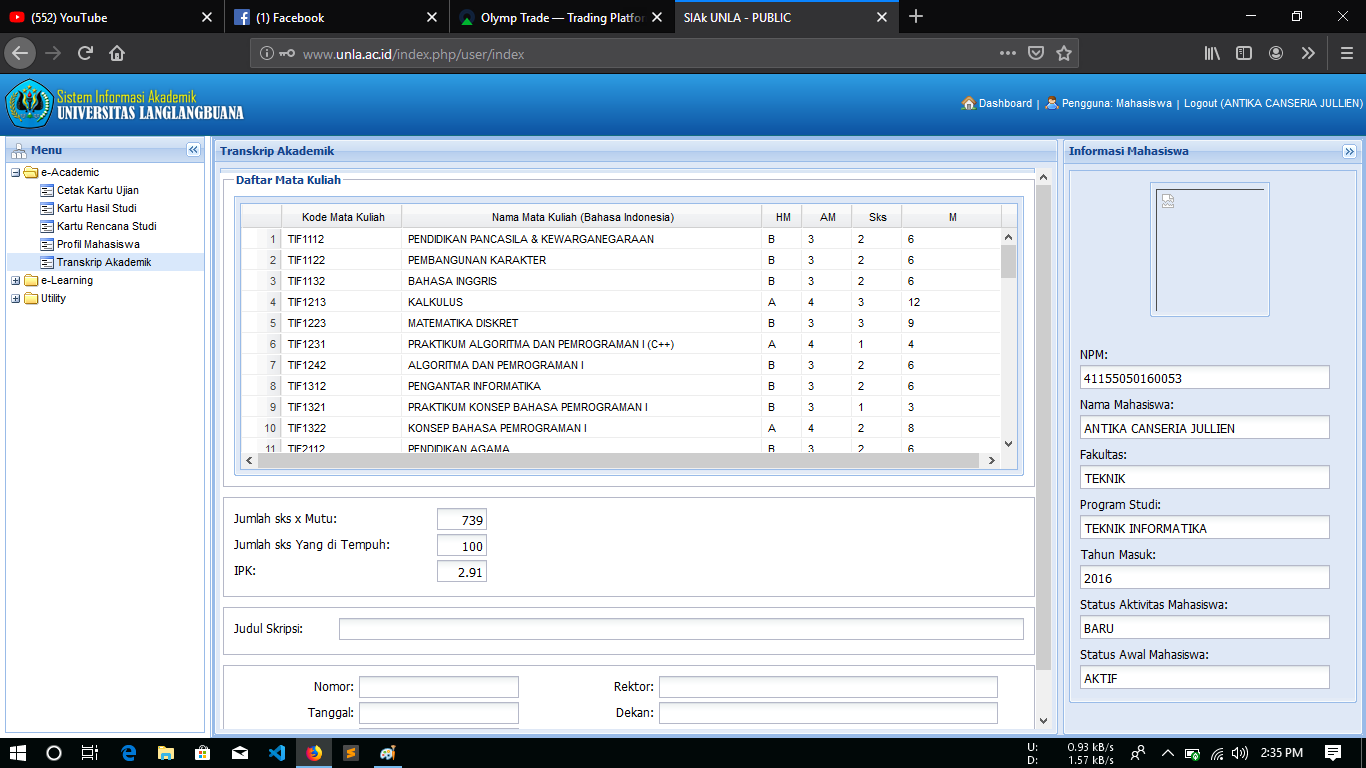 (552) YouTube
(1) Facebook
Olymp Trade — Trading Platfor
SIAk UNLA - PUBLIC
www.unla.ac.id/index.php/user/index
Sistem Informasi Akademik
UNIVERSITAS LANGLANGBUANA
Dashboard | Pengguna: Mahasiswa | Logout (ANTIKA CANSERIA JULLIEN)
Menu
e-Academic
Cetak Kartu Ujian
Kartu Hasil Studi
Kartu Rencana Studi
Profil Mahasiswa
Transkrip Akademik
e-Learning
Utility
Transkrip Akademik
Daftar Mata Kuliah
Kode Mata Kuliah Nama Mata Kuliah (Bahasa Indonesia) HM AM Sks M
1 TIF1112 PENDIDIKAN PANCASILA & KEWARGANEGARAAN B 3 2 6
2 TIF1122 PEMBANGUNAN KARAKTER B 3 2 6
3 TIF1132 BAHASA INGGRIS B 3 2 6
4 TIF1213 KALKULUS A 4 3 12
5 TIF1223 MATEMATIKA DISKRET B 3 3 9
6 TIF1231 PRAKTIKUM ALGORITMA DAN PEMROGRAMAN I (C++) A 4 1 4
7 TIF1242 ALGORITMA DAN PEMROGRAMAN I B 3 2 6
8 TIF1312 PENGANTAR INFORMATIKA B 3 2 6
9 TIF1321 PRAKTIKUM KONSEP BAHASA PEMROGRAMAN I B 3 1 3
10 TIF1322 KONSEP BAHASA PEMROGRAMAN I A 4 2 8
11 TIF2112 PENDIDIKAN AGAMA B 3 2 6
Jumlah sks x Mutu: 739
Jumlah sks Yang di Tempuh: 100
IPK: 2.91
Judul Skripsi:
Nomor: Rektor:
Tanggal: Dekan:
Informasi Mahasiswa
NPM:
41155050160053
Nama Mahasiswa:
ANTIKA CANSERIA JULLIEN
Fakultas:
TEKNIK
Program Studi:
TEKNIK INFORMATIKA
Tahun Masuk:
2016
Status Aktivitas Mahasiswa:
BARU
Status Awal Mahasiswa:
AKTIF
U: 0.93 kB/s
D: 1.57 kB/s
2:35 PM